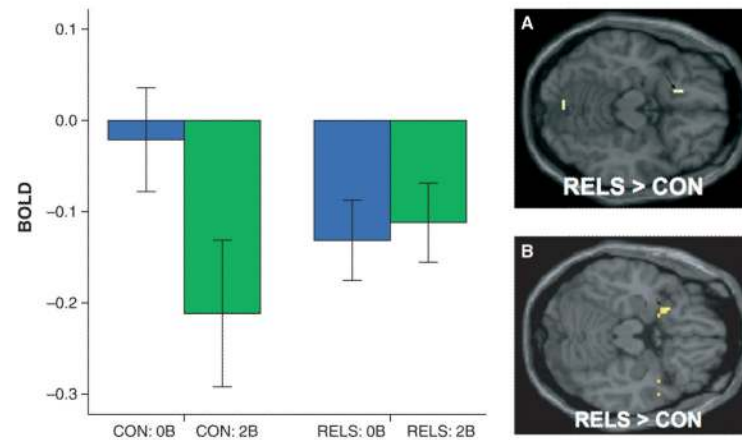 BOLD
0.1
0.0
–0.1
–0.2
–0.3
CON: 0B
CON: 2B
RELS: 0B
RELS: 2B
A
RELS > CON
B
RELS > CON